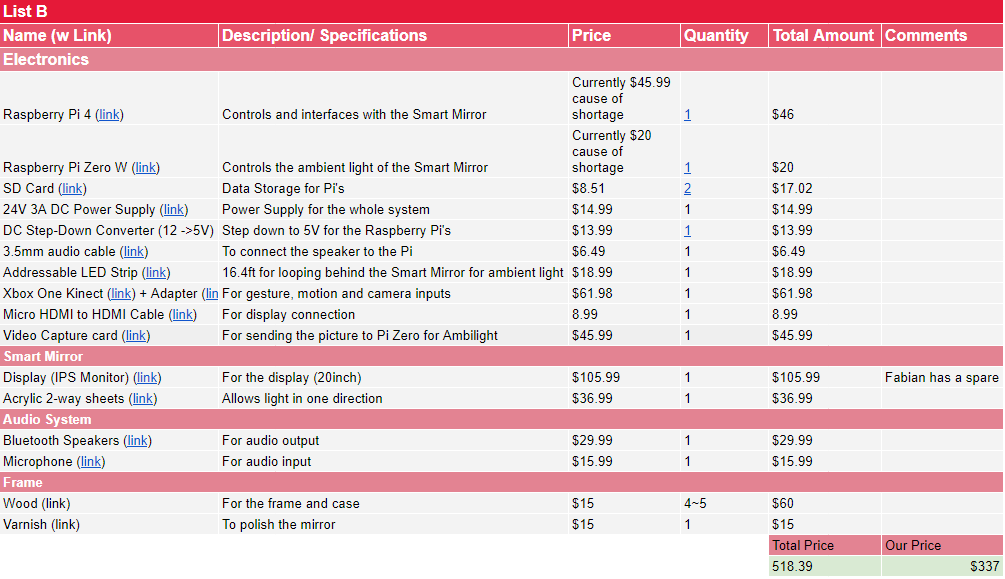 List B
Name (w Link) Description/ Specifications Price Quantity Total Amount Comments
Electronics
Currently $45.99
cause of
Raspberry Pi 4 (link) Controls and interfaces with the Smart Mirror shortage 1 $46
Currently $20
cause of
Raspberry Pi Zero W (link) Controls the ambient light of the Smart Mirror shortage 1 $20
SD Card (link) Data Storage for Pi's $8.51 2 $17.02
24V 3A DC Power Supply (link) Power Supply for the whole system $14.99 1 $14.99
DC Step-Down Converter (12 ->5V) Step down to 5V for the Raspberry Pi's $13.99 1 $13.99
3.5mm audio cable (link) To connect the speaker to the Pi $6.49 1 $6.49
Addressable LED Strip (link) 16.4ft for looping behind the Smart Mirror for ambient light $18.99 1 $18.99
Xbox One Kinect (link) + Adapter (lin For gesture, motion and camera inputs $61.98 1 $61.98
Micro HDMI to HDMI Cable (link) For display connection 8.99 1 8.99
Video Capture card (link) For sending the picture to Pi Zero for Ambilight $45.99 1 $45.99
Smart Mirror
Display (IPS Monitor) (link) For the display (20inch) $105.99 1 $105.99 Fabian has a spare
Acrylic 2-way sheets (link) Allows light in one direction $36.99 1 $36.99
Audio System
Bluetooth Speakers (link) For audio output $29.99 1 $29.99
Microphone (link) For audio input $15.99 1 $15.99
Frame
Wood (link) For the frame and case $15 4~5 $60
Varnish (link) To polish the mirror $15 1 $15
Total Price Our Price
518.39 $337